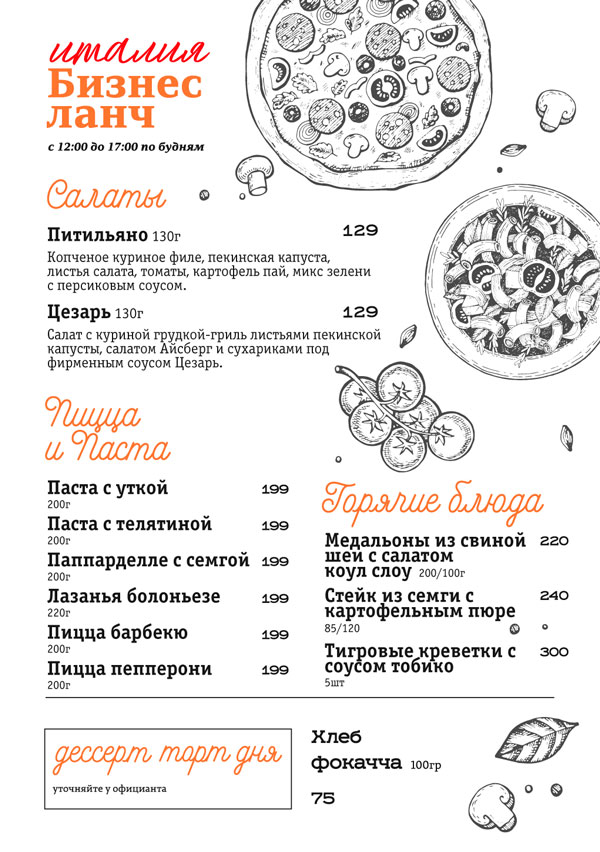 италия
Бизнес
ланч
с 12:00 до 17:00 по будням
Салаты
Питильяно 130г 129
Копченое куриное филе, пекинская капуста,
листья салата, томаты, картофель пай, микс зелени
с персиковым соусом.
Цезарь 130г 129
Салат с куриной грудкой-гриль листьями пекинской
капусты, салатом Айсберг и сухариками под
фирменным соусом Цезарь.
Пицца
и Паста
Паста с уткой 199
200г
Паста с телятиной 199
200г
Паппарделле с семгой 199
200г
Лазанья болоньезе 199
220г
Пицца барбекю 199
200г
Пицца пепперони 199
200г
Горячие блюда
Медальоны из свиной 220
шеи с салатом
коул слоу 200/100г
Стейк из семги с 240
картофельным пюре
85/120
Тигровые креветки с 300
соусом тобико
5шт
десерт торт дня
уточняйте у официанта
Хлеб
фокачча 100гр
75